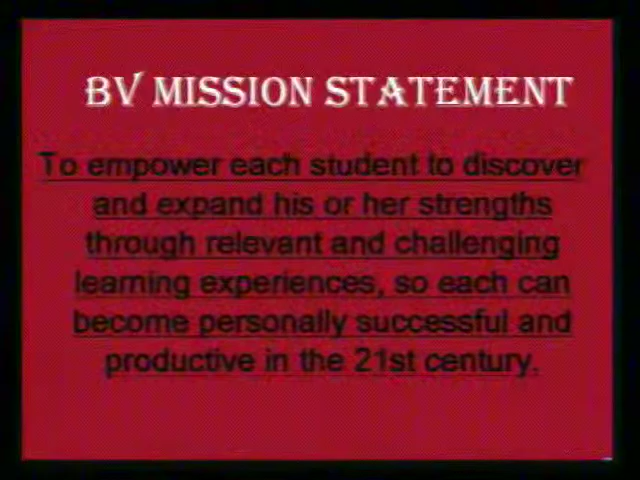 BV MISSION STATEMENT
To empower each student to discover
and expand his or her strengths
through relevant and challenging
learning experiences, so each can
become personally successful and
productive in the 21st century.